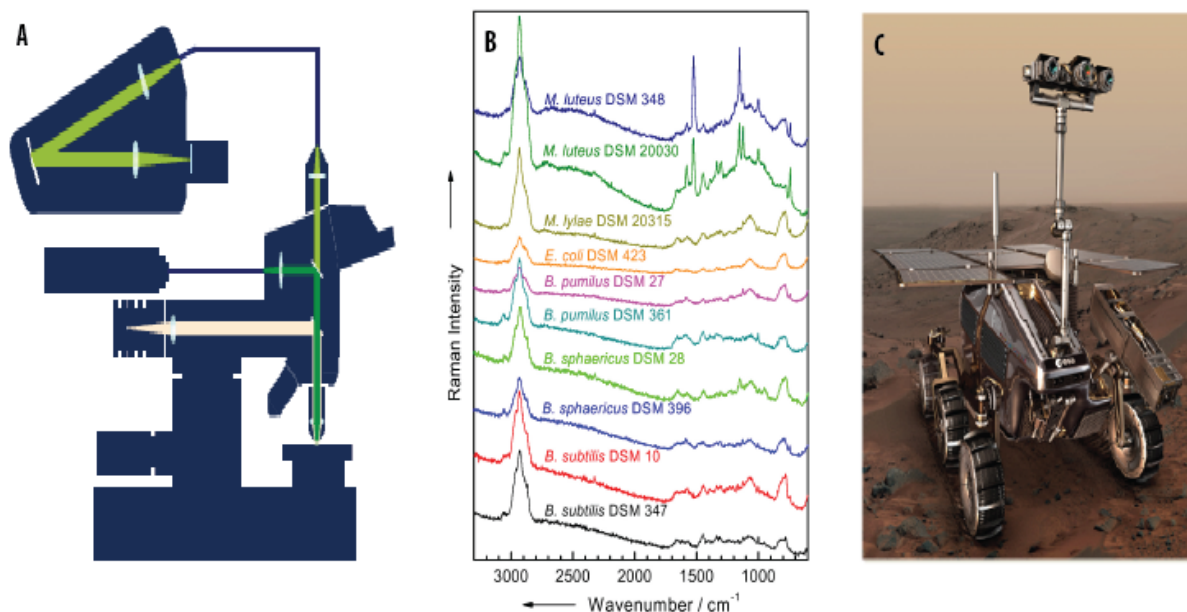 A
B
C
M. luteus DSM 348
M. luteus DSM 20030
M. lylae DSM 20315
E. coli DSM 423
B. pumilus DSM 27
B. pumilus DSM 361
B. sphaericus DSM 28
B. sphaericus DSM 396
B. subtilis DSM 10
B. subtilis DSM 347
Raman Intensity
3000 2500 2000 1500 1000
Wavenumber / cm⁻¹